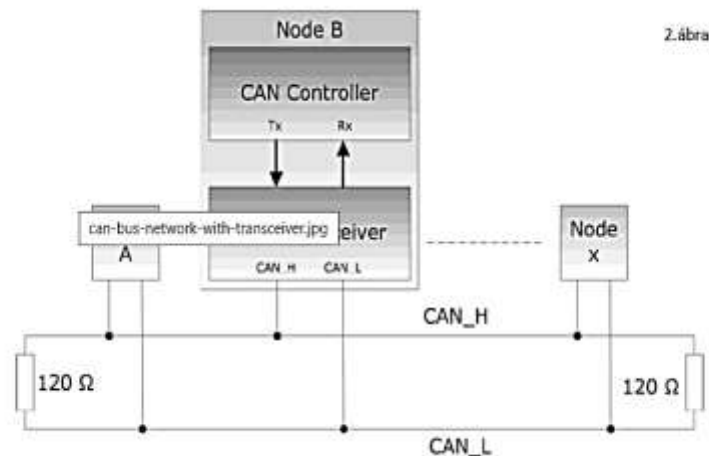 Node B
2.ábra
CAN Controller
Tx Rx
can-bus-network-with-transceiver.jpg
ceiver
A
CAN_H CAN_L
Node
x
CAN_H
120 Ω
120 Ω
CAN_L